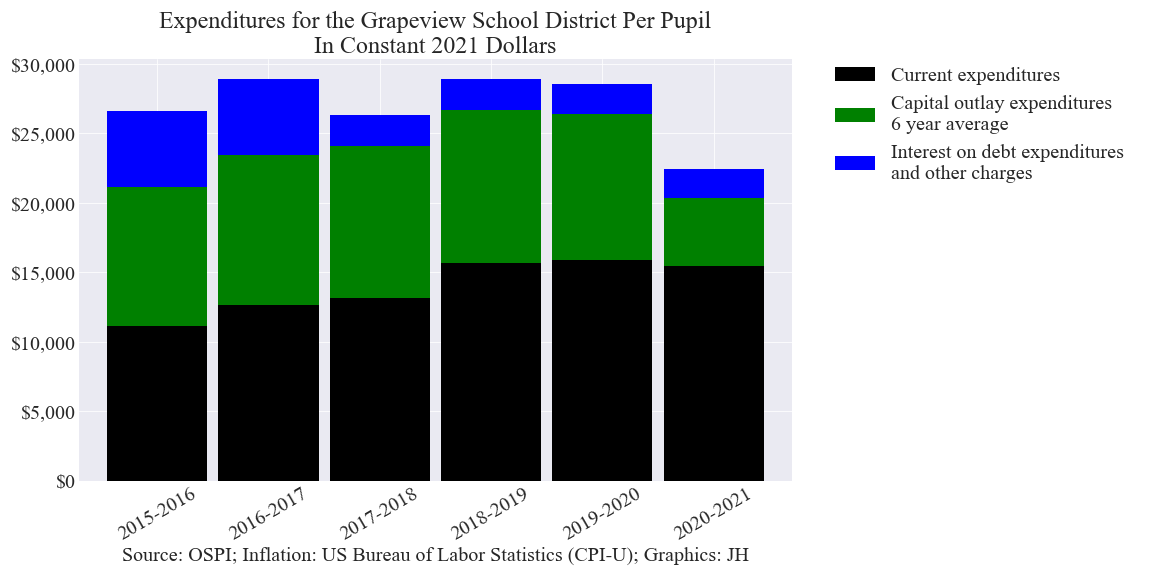 Expenditures for the Grapeview School District Per Pupil
In Constant 2021 Dollars
$30,000
$25,000
$20,000
$15,000
$10,000
$5,000
$0
2015-2016
2016-2017
2017-2018
2018-2019
2019-2020
2020-2021
Source: OSPI; Inflation: US Bureau of Labor Statistics (CPI-U); Graphics: JH
Current expenditures
Capital outlay expenditures
6 year average
Interest on debt expenditures
and other charges